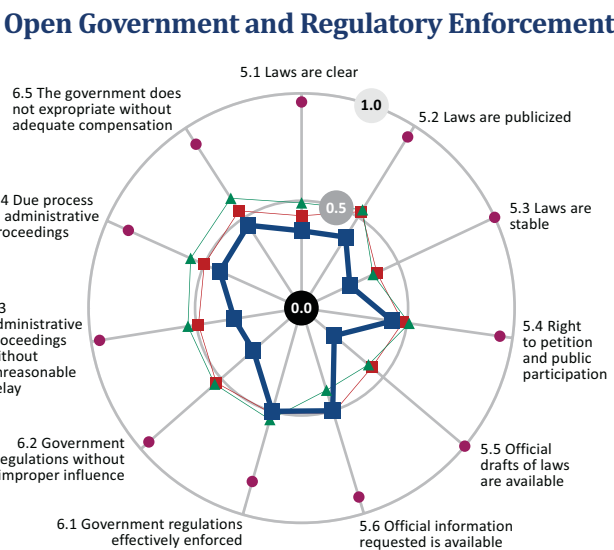 Open Government and Regulatory Enforcement
5.1 Laws are clear
1.0
6.5 The government does
not expropriate without
adequate compensation
5.2 Laws are publicized
4 Due process
administrative
roceedings
0.5
5.3 Laws are
stable
3
dministrative
roceedings
ithout
nreasonable
elay
0.0
5.4 Right
to petition
and public
participation
6.2 Government
egulations without
improper influence
5.5 Official
drafts of laws
are available
6.1 Government regulations
effectively enforced
5.6 Official information
requested is available